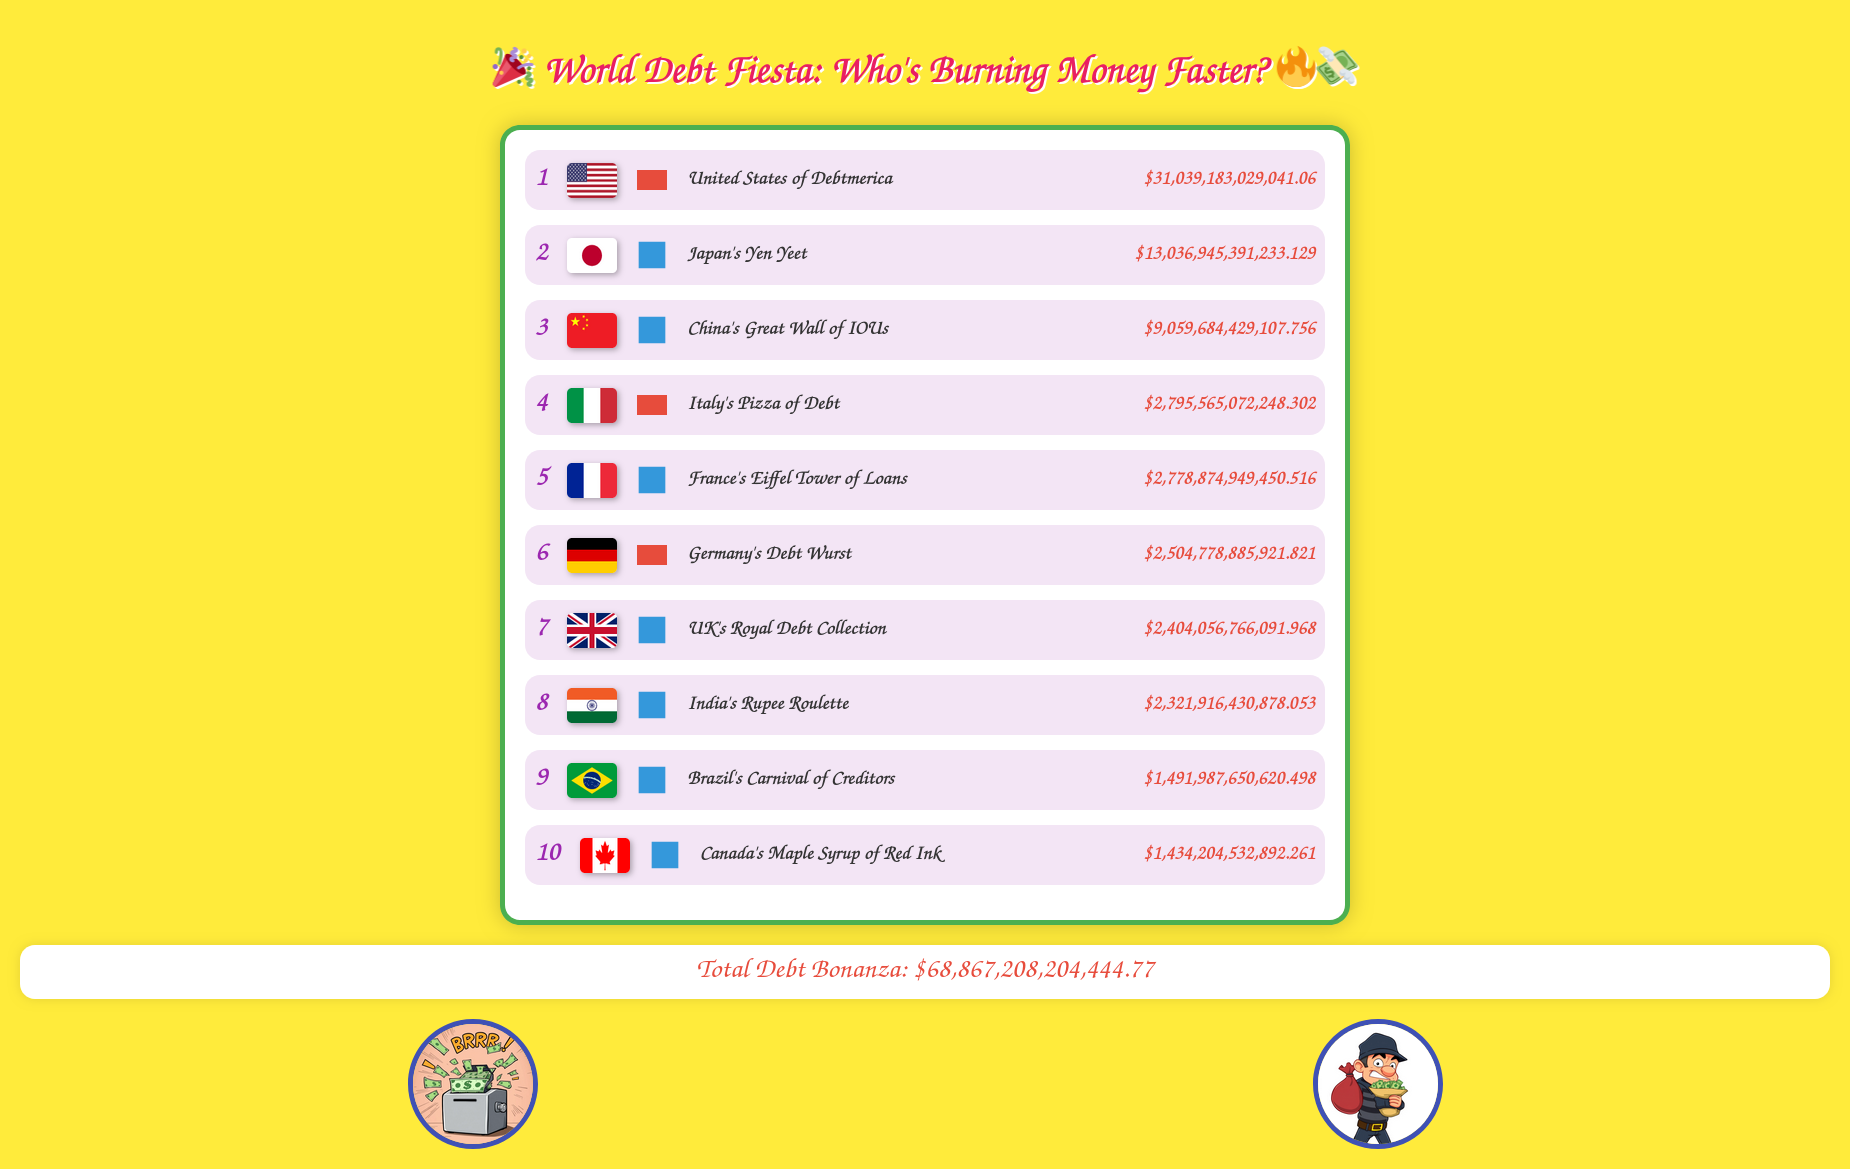 🎉 World Debt Fiesta: Who's Burning Money Faster?🔥💸
1 United States of Debtmerica $31,039,183,029,041.06
2 Japan's Yen Yeet $13,036,945,391,233.129
3 China's Great Wall of IOUs $9,059,684,429,107.756
4 Italy's Pizza of Debt $2,795,565,072,248.302
5 France's Eiffel Tower of Loans $2,778,874,949,450.516
6 Germany's Debt Wurst $2,504,778,885,921.821
7 UK's Royal Debt Collection $2,404,056,766,091.968
8 India's Rupee Roulette $2,321,916,430,878.053
9 Brazil's Carnival of Creditors $1,491,987,650,620.498
10 Canada's Maple Syrup of Red Ink $1,434,204,532,892.261
Total Debt Bonanza: $68,867,208,204,444.77
BRRR!
$